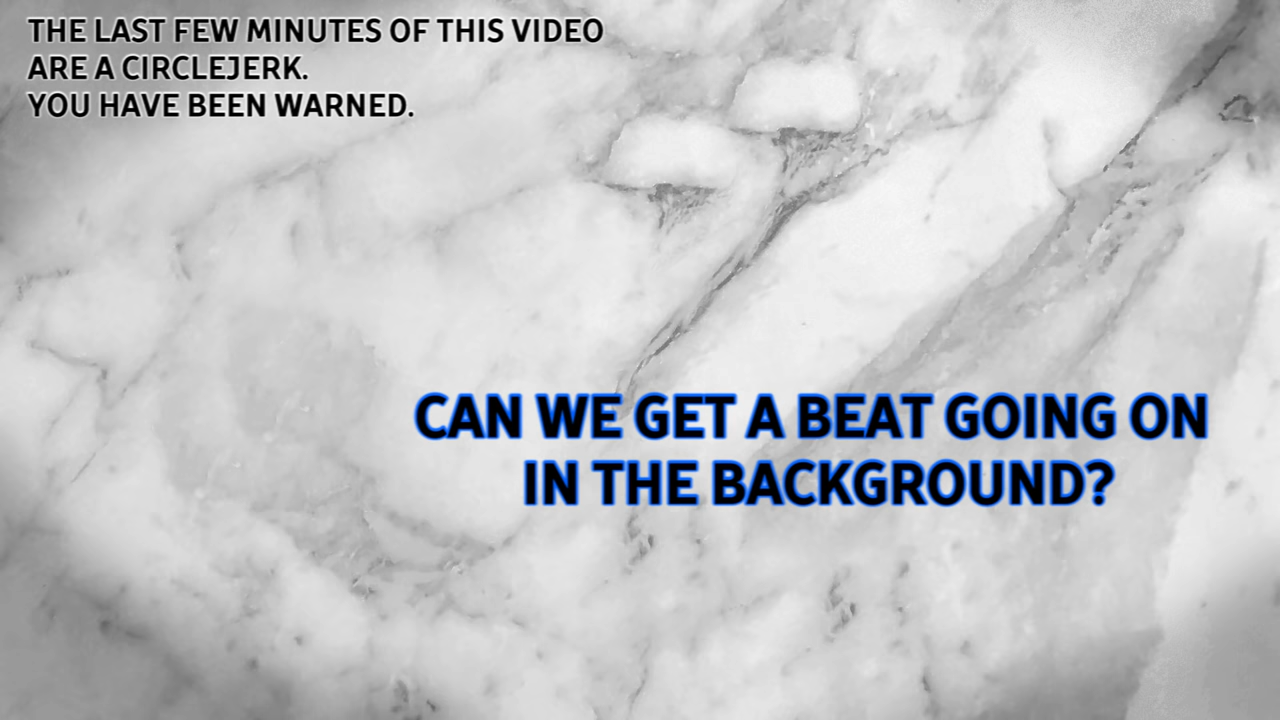 THE LAST FEW MINUTES OF THIS VIDEO
ARE A CIRCLEJERK.
YOU HAVE BEEN WARNED.
CAN WE GET A BEAT GOING ON
IN THE BACKGROUND?